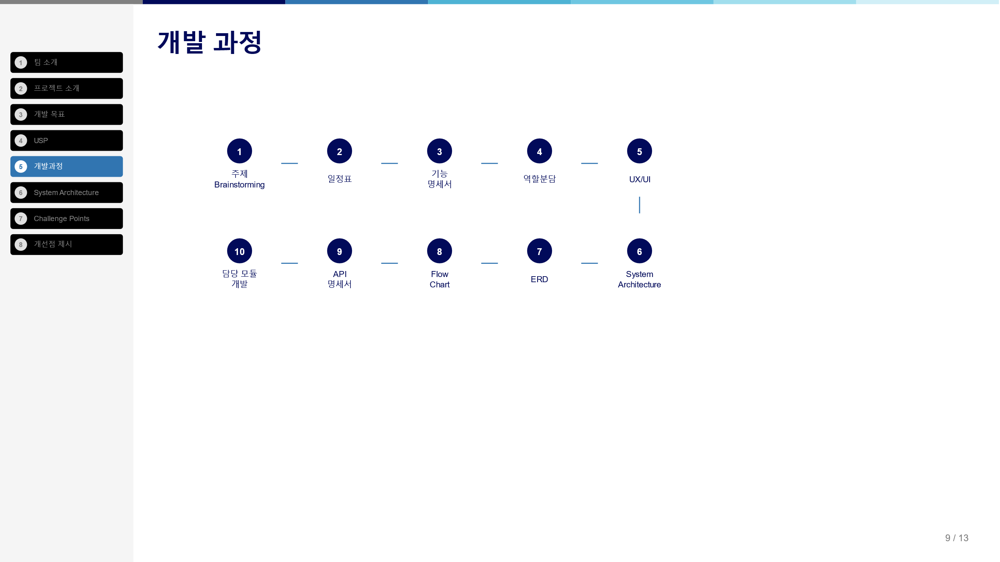 개발 과정
1 팀 소개
2 프로젝트 소개
3 개발 목표
4 USP
5 개발과정
6 System Architecture
7 Challenge Points
8 개선점 제시
1
주제
Brainstorming
2
일정표
3
기능
명세서
4
역할분담
5
UX/UI
6
System
Architecture
7
ERD
8
Flow
Chart
9
API
명세서
10
담당 모듈
개발
9 / 13